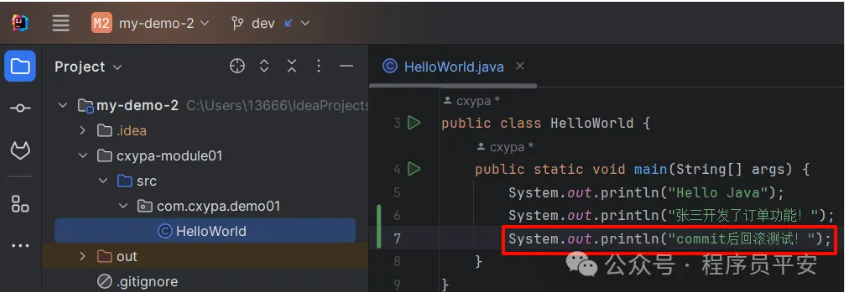 M2 my-demo-2 dev
Project
HelloWorld.java
my-demo-2 C:\Users\13666\IdeaProjects
.idea
cxypa-module01
src
com.cxypa.demo01
HelloWorld
out
.gitignore
cxypa *
3 public class HelloWorld {
cxypa *
4 public static void main(String[] args) {
5 System.out.println("Hello Java");
6 System.out.println("张三开发了订单功能！");
7 System.out.println("commit后回滚测试！");
8 }
9 }
公众号 · 程序员平安